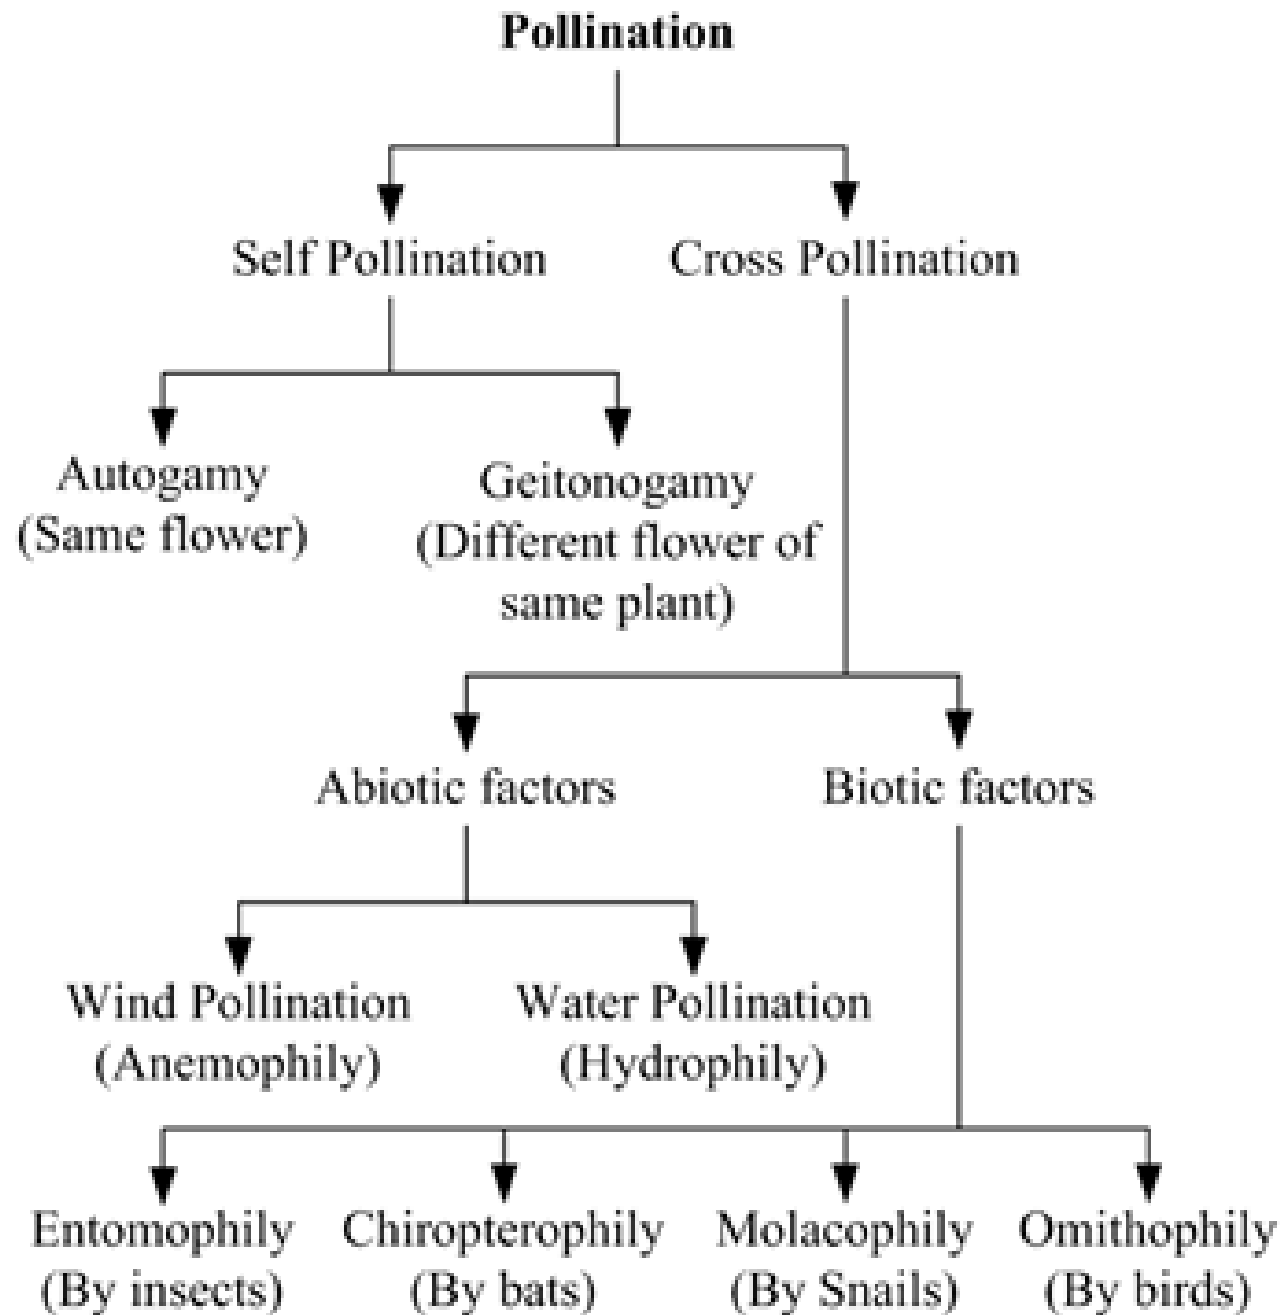 Pollination
Self Pollination
Cross Pollination
Autogamy
(Same flower)
Geitonogamy
(Different flower of
same plant)
Abiotic factors
Biotic factors
Wind Pollination
(Anemophily)
Water Pollination
(Hydrophily)
Entomophily
(By insects)
Chiropterophily
(By bats)
Molacophily
(By Snails)
Omithophily
(By birds)